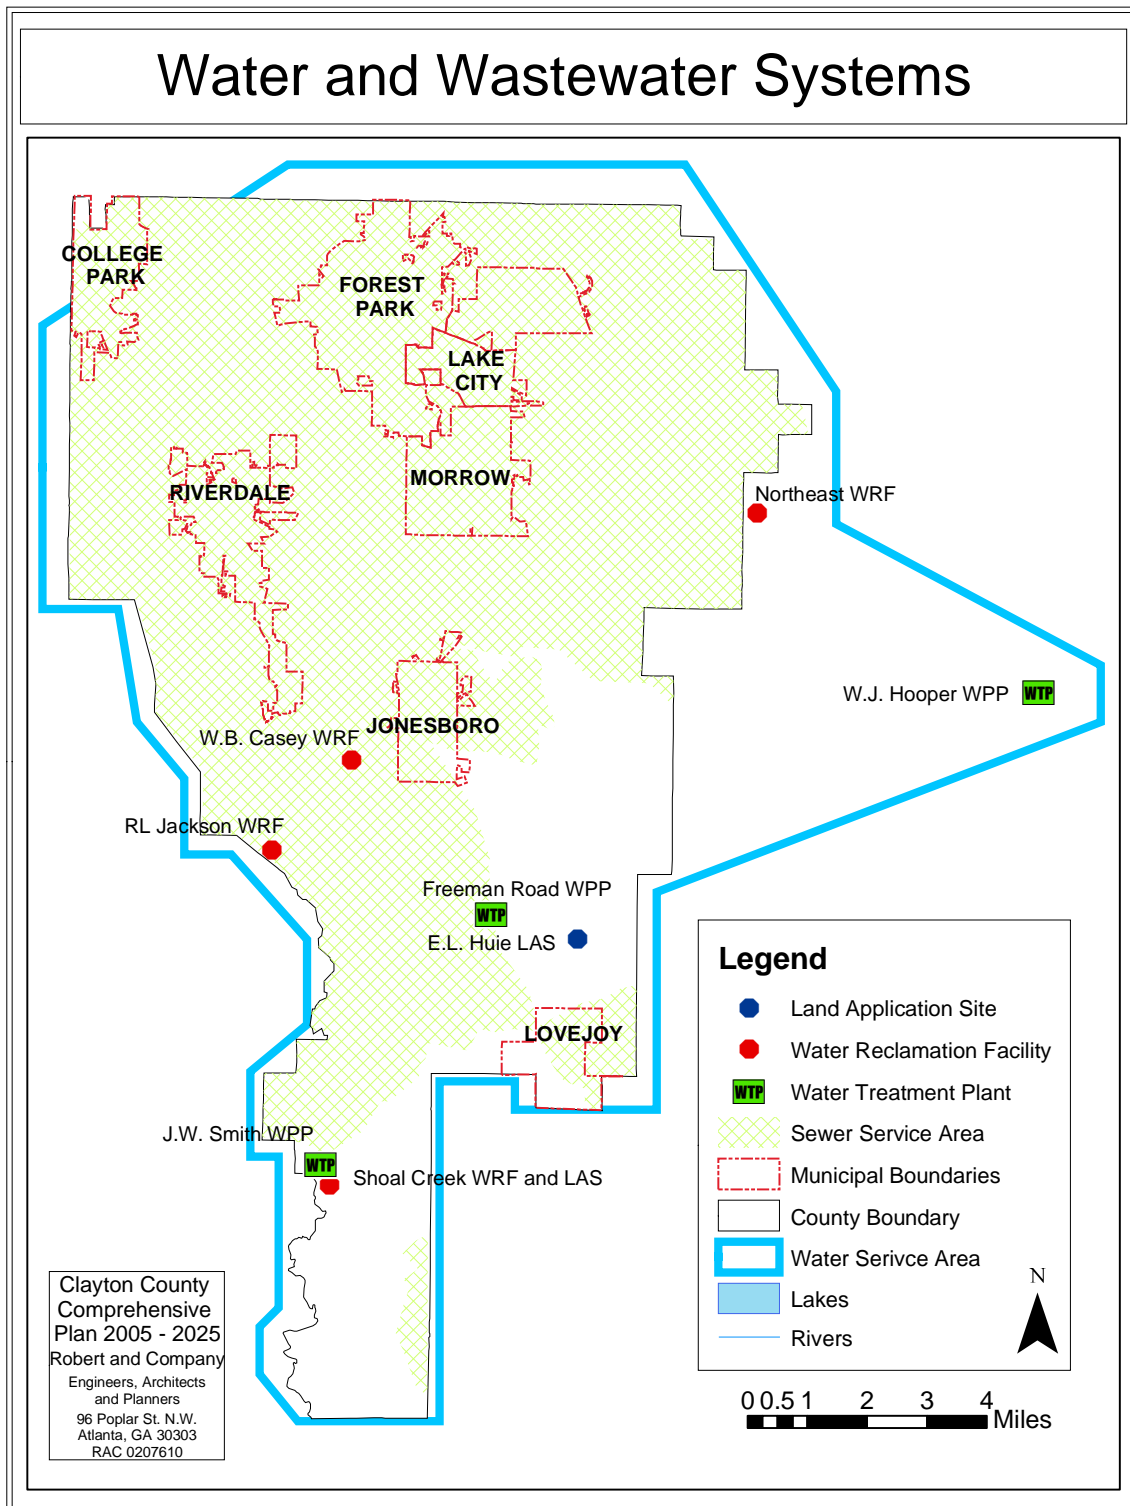 Water and Wastewater Systems
COLLEGE
PARK
FOREST
PARK
LAKE
CITY
RIVERDALE
MORROW
Northeast WRF
W.J. Hooper WPP
WTP
JONESBORO
W.B. Casey WRF
RL Jackson WRF
Freeman Road WPP
WTP
E.L. Huie LAS
LOVEJOY
J.W. Smith WPP
WTP
Shoal Creek WRF and LAS
Legend
Land Application Site
Water Reclamation Facility
WTP Water Treatment Plant
Sewer Service Area
Municipal Boundaries
County Boundary
Water Serivce Area
Lakes
Rivers
N
0 0.5 1 2 3 4
Miles
Clayton County
Comprehensive
Plan 2005 - 2025
Robert and Company
Engineers, Architects
and Planners
96 Poplar St. N.W.
Atlanta, GA 30303
RAC 0207610